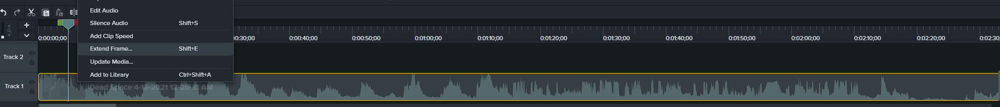 Edit Audio
Silence Audio Shift+S
Add Clip Speed
0:00:00;00 00:30;00 0:00:40;00 0:00:50;00 0:01:00;00 0:01:10;00 0:01:20;00 0:01:30;00 0:01:40;00 0:01:50;00 0:02:00;00 0:02:10;00 0:02:20;00 0:02:30;
Extend Frame... Shift+E
Track 2
Update Media...
Add to Library Ctrl+Shift+A
Track 1
Dead Space 4-13-2021 12-25-31 AM